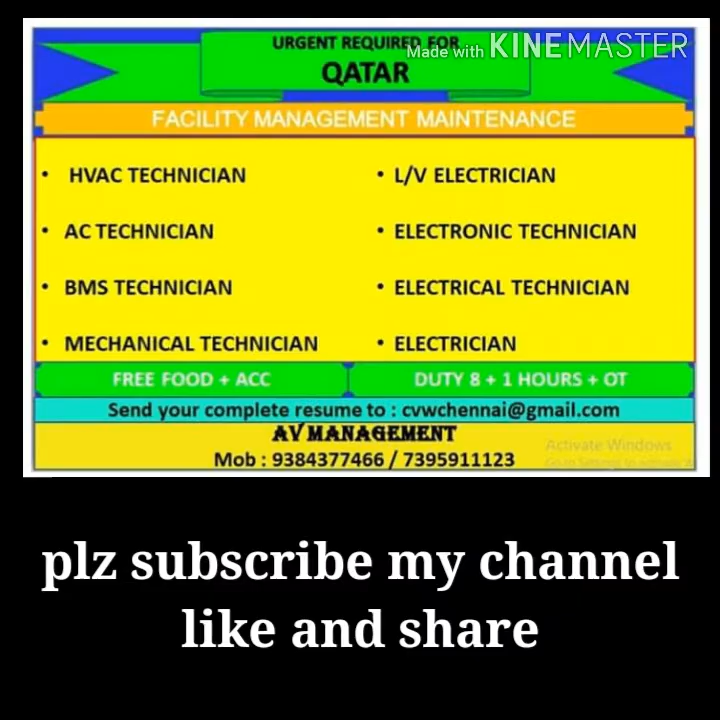 URGENT REQUIRED FOR
Made with KINEMASTER
QATAR
FACILITY MANAGEMENT MAINTENANCE
• HVAC TECHNICIAN
• L/V ELECTRICIAN
• AC TECHNICIAN
• ELECTRONIC TECHNICIAN
• BMS TECHNICIAN
• ELECTRICAL TECHNICIAN
• MECHANICAL TECHNICIAN
• ELECTRICIAN
FREE FOOD + ACC
DUTY 8 + 1 HOURS + OT
Send your complete resume to : cvwchennai@gmail.com
AV MANAGEMENT
Activate Windows
Mob : 9384377466 / 7395911123
plz subscribe my channel
like and share